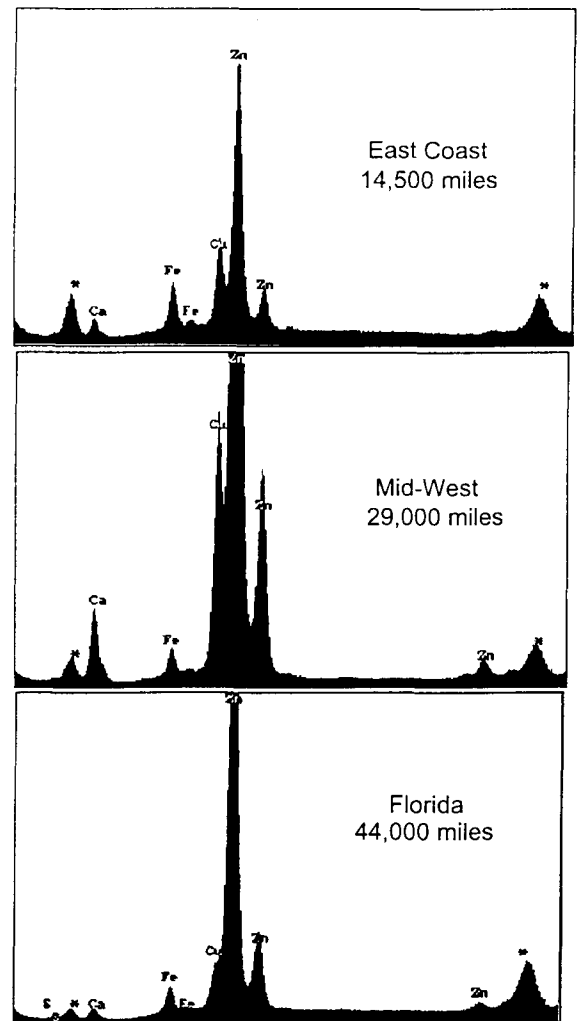 Zn
East Coast
14,500 miles
Cu
Fe
Zn
*
*
Fe
Ca
Zn
Cu
Mid-West
29,000 miles
Zn
Ca
Fe
*
Zn
*
Zn
Florida
44,000 miles
Zn
Cu
*
Fe
Fe
Zn
S
*
Ca
S